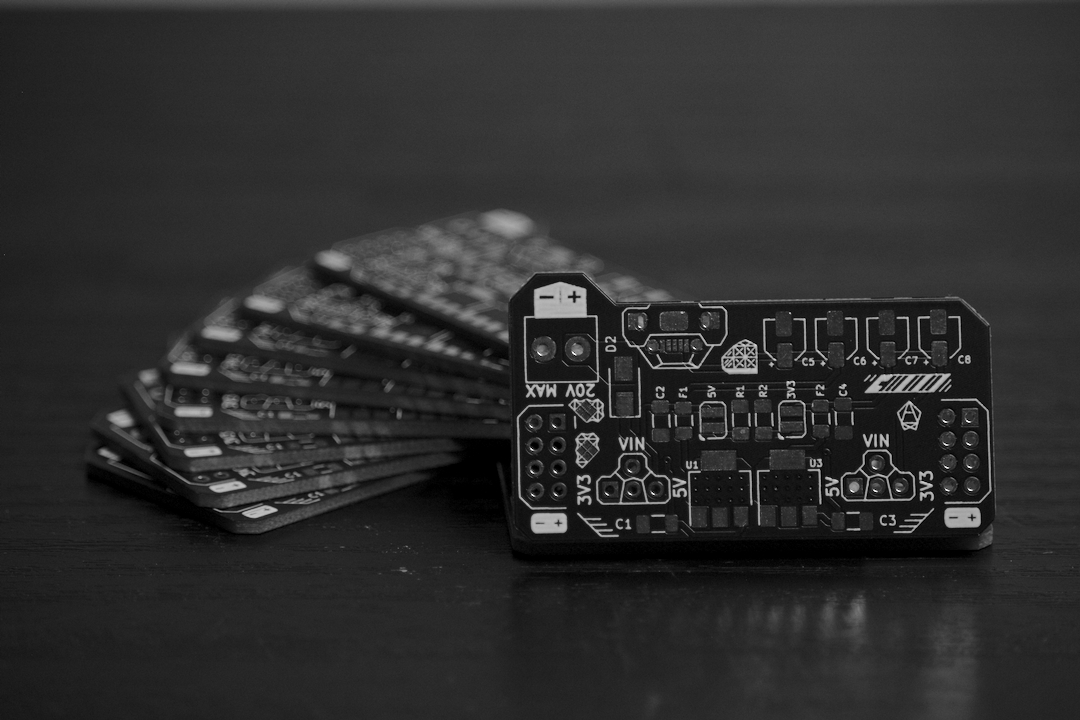 - +
D2
20V MAX
C5
C6
C7
C8
C2
F1
5V
R1
R2
3V3
F2
C4
VIN
VIN
U1
U3
3V3
5V
5V
3V3
C1
C3
- +
- +